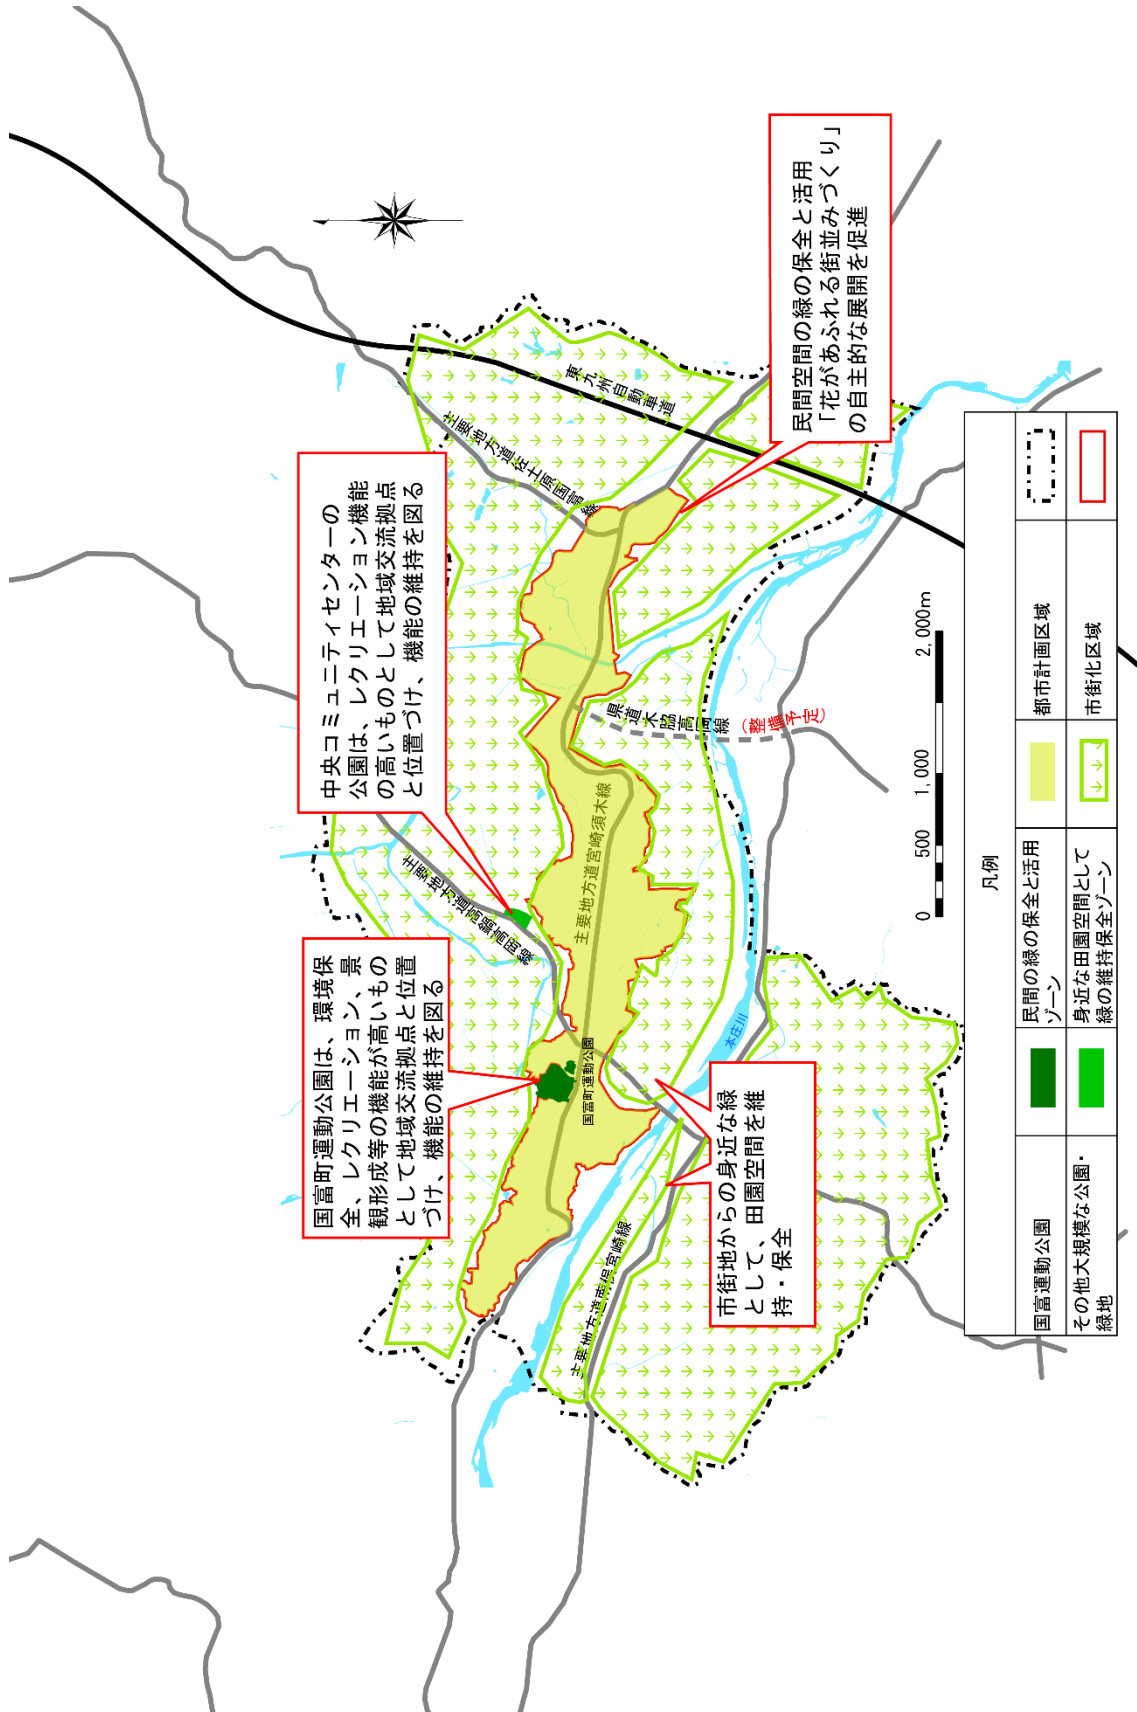 国富町運動公園は、環境保
全、レクリエーション、景
観形成等の機能が高いもの
として地域交流拠点と位置
づけ、機能の維持を図る
中央コミュニティセンターの
公園は、レクリエーション機能
の高いものとして地域交流拠点
と位置づけ、機能の維持を図る
主要地方道高鍋高岡線
主要地方道佐土原国富線
東九州自動車道
国富町運動公園
主要地方道宮崎須木線
県道木脇高岡線
(整備予定)
主要地方道南俣宮崎線
本庄川
市街地からの身近な緑
として、田園空間を維
持・保全
民間空間の緑の保全と活用
「花があふれる街並みづくり」
の自主的な展開を促進
0 500 1,000 2,000m
凡例
国富運動公園
民間の緑の保全と活用
ゾーン
都市計画区域
その他大規模な公園・
緑地
身近な田園空間として
緑の維持保全ゾーン
市街化区域